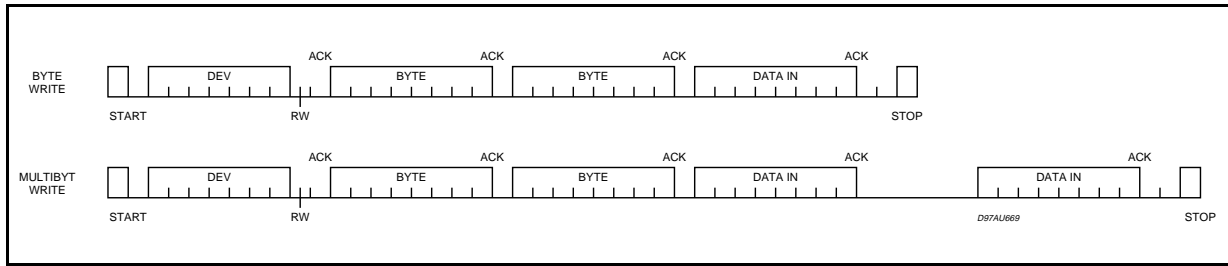 ACK ACK ACK ACK
BYTE
WRITE
DEV BYTE BYTE DATA IN
START RW STOP
ACK ACK ACK ACK ACK
MULTIBYT
WRITE
DEV BYTE BYTE DATA IN DATA IN
START RW D97AU669 STOP